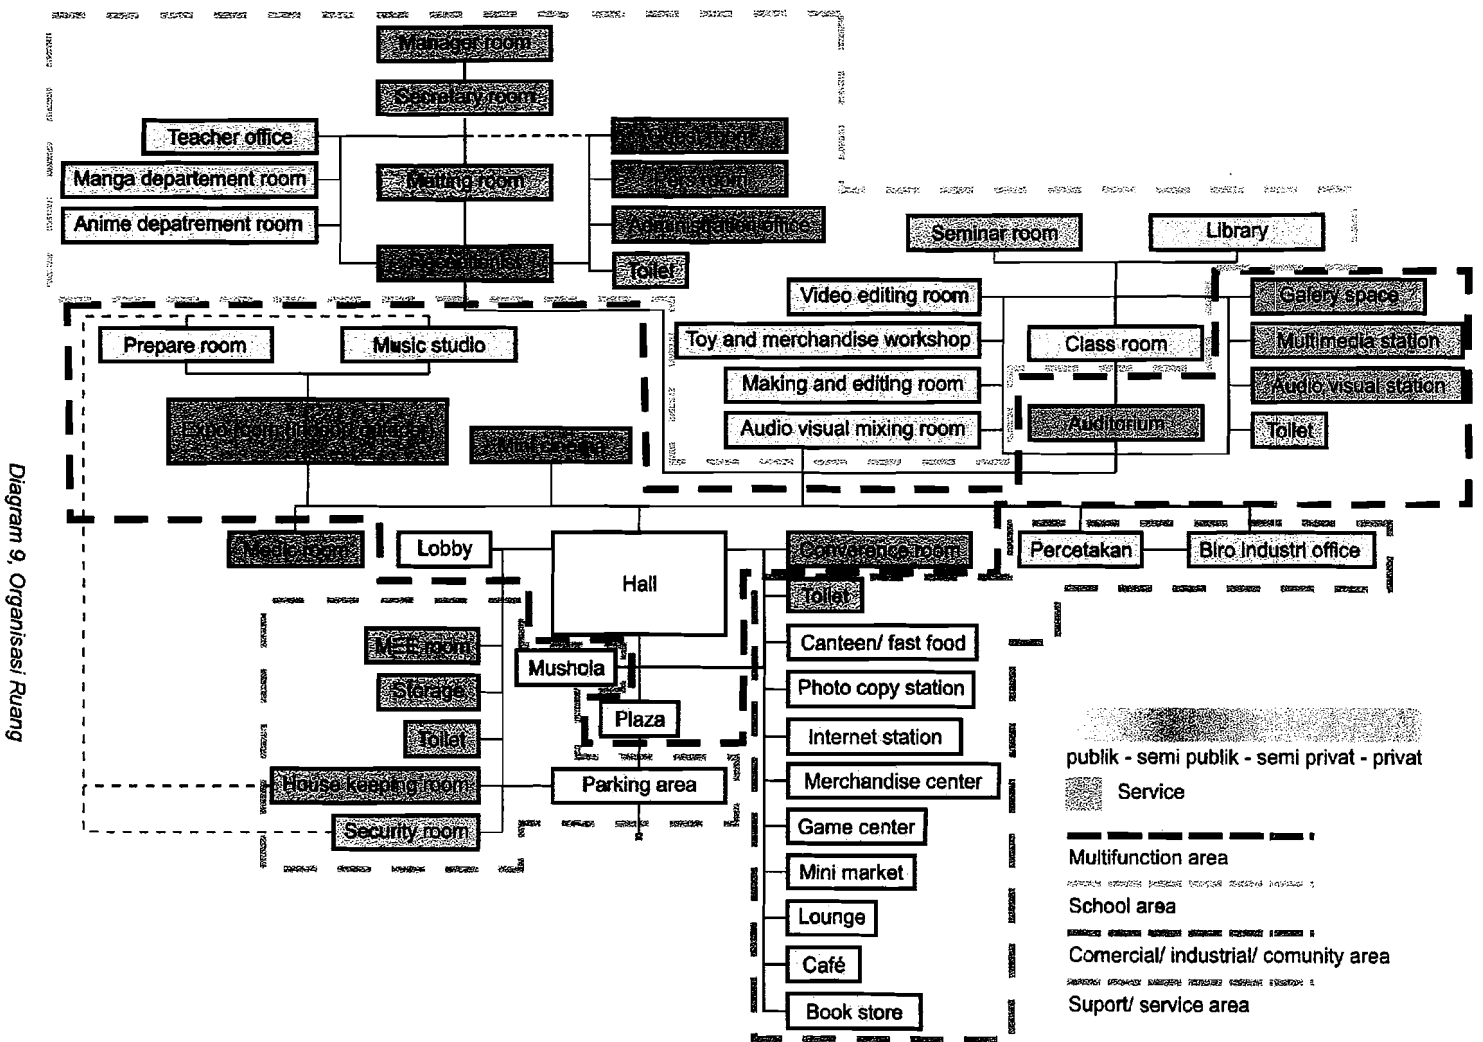 Manager room
Secretary room
Teacher office
Manga departement room
Metting room
Anime depatrement room
Administration office
Toilet
Seminar room
Library
Video editing room
Galery space
Prepare room
Music studio
Toy and merchandise workshop
Class room
Multimedia station
Making and editing room
Audio visual station
Audio visual mixing room
Auditorium
Toilet
Medic room
Lobby
Hall
Converence room
Percetakan
Biro Industri office
Toilet
MEE room
Canteen/ fast food
Mushola
Storage
Photo copy station
Plaza
Toilet
Internet station
House keeping room
Parking area
Merchandise center
Security room
Game center
Mini market
Lounge
Café
Book store
publik - semi publik - semi privat - privat
Service
Multifunction area
School area
Comercial/ industrial/ comunity area
Suport/ service area
Diagram 9, Organisasi Ruang